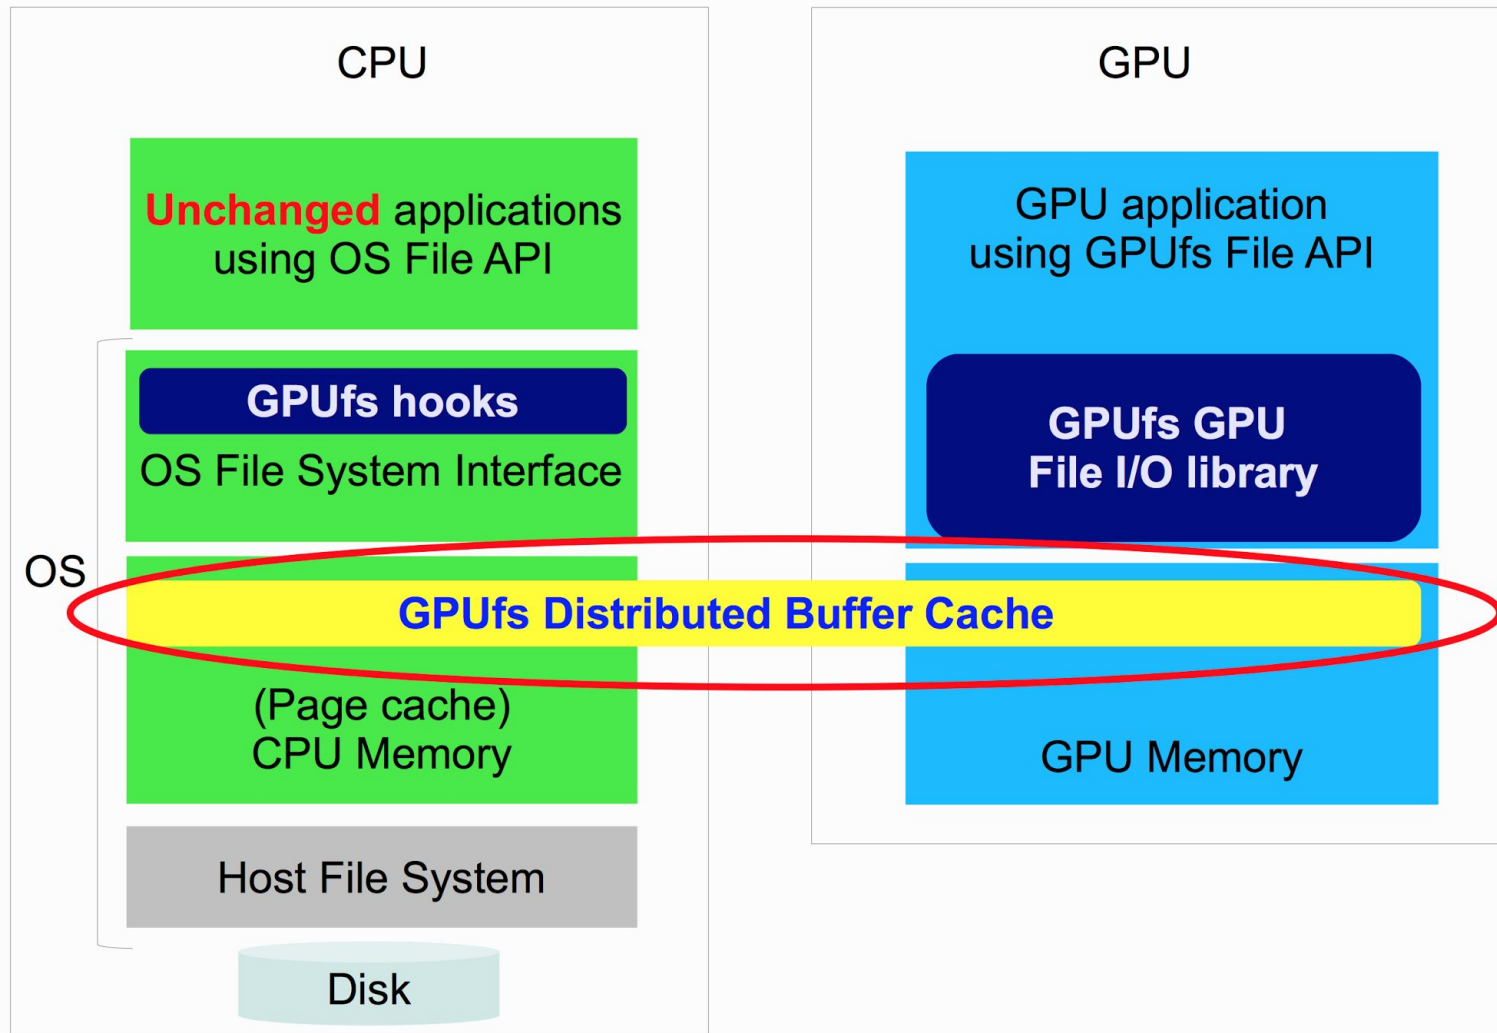 CPU
Unchanged applications
using OS File API
GPUfs hooks
OS File System Interface
OS
GPUfs Distributed Buffer Cache
(Page cache)
CPU Memory
Host File System
Disk
GPU
GPU application
using GPUfs File API
GPUfs GPU
File I/O library
GPU Memory